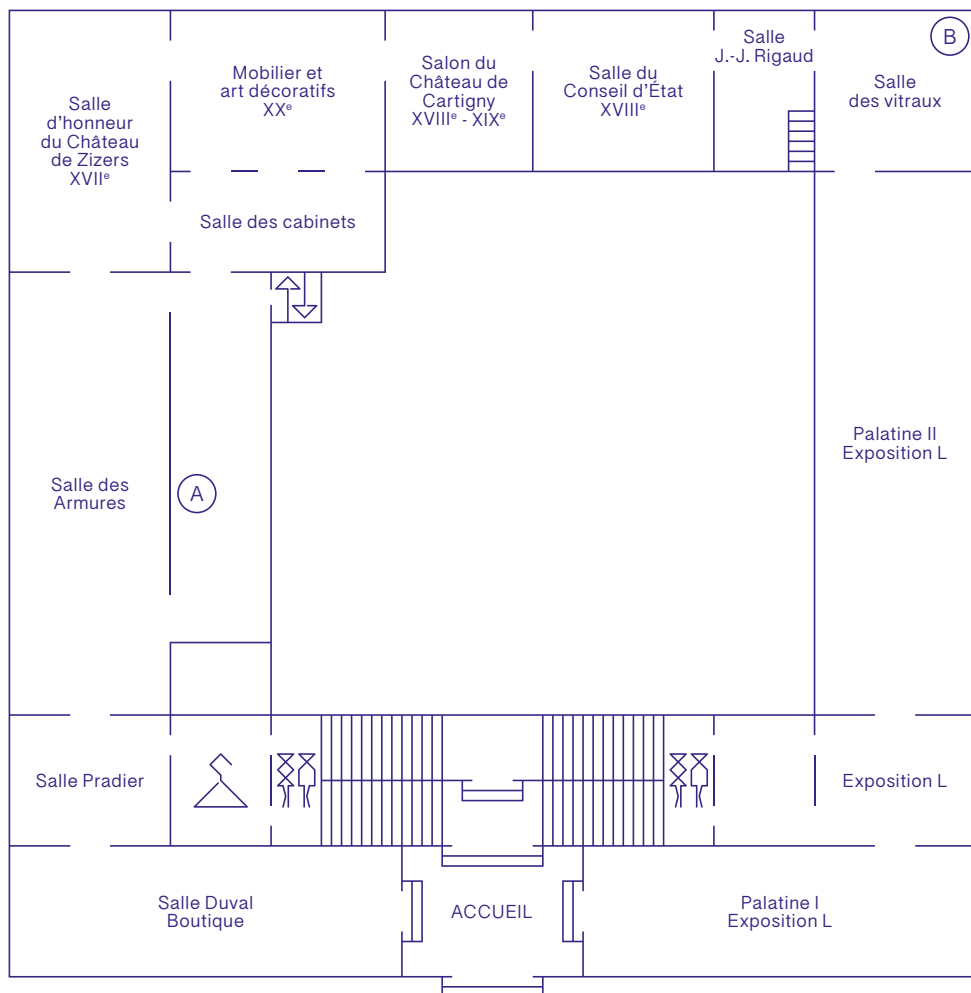 Salle
d'honneur
du Château
de Zizers
XVIIᵉ
Mobilier et
art décoratifs
XXᵉ
Salon du
Château de
Cartigny
XVIIIᵉ - XIXᵉ
Salle du
Conseil d'État
XVIIIᵉ
Salle
J.-J. Rigaud
B
Salle
des vitraux
Salle des cabinets
Salle des
Armures
A
Palatine II
Exposition L
Salle Pradier
Exposition L
Salle Duval
Boutique
ACCUEIL
Palatine I
Exposition L